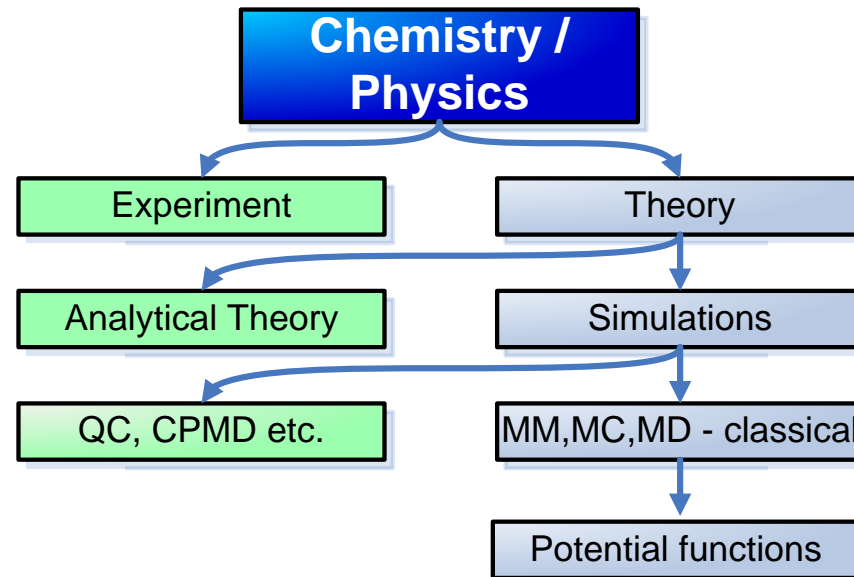 Chemistry /
Physics
Experiment
Theory
Analytical Theory
Simulations
QC, CPMD etc.
MM,MC,MD - classical
Potential functions